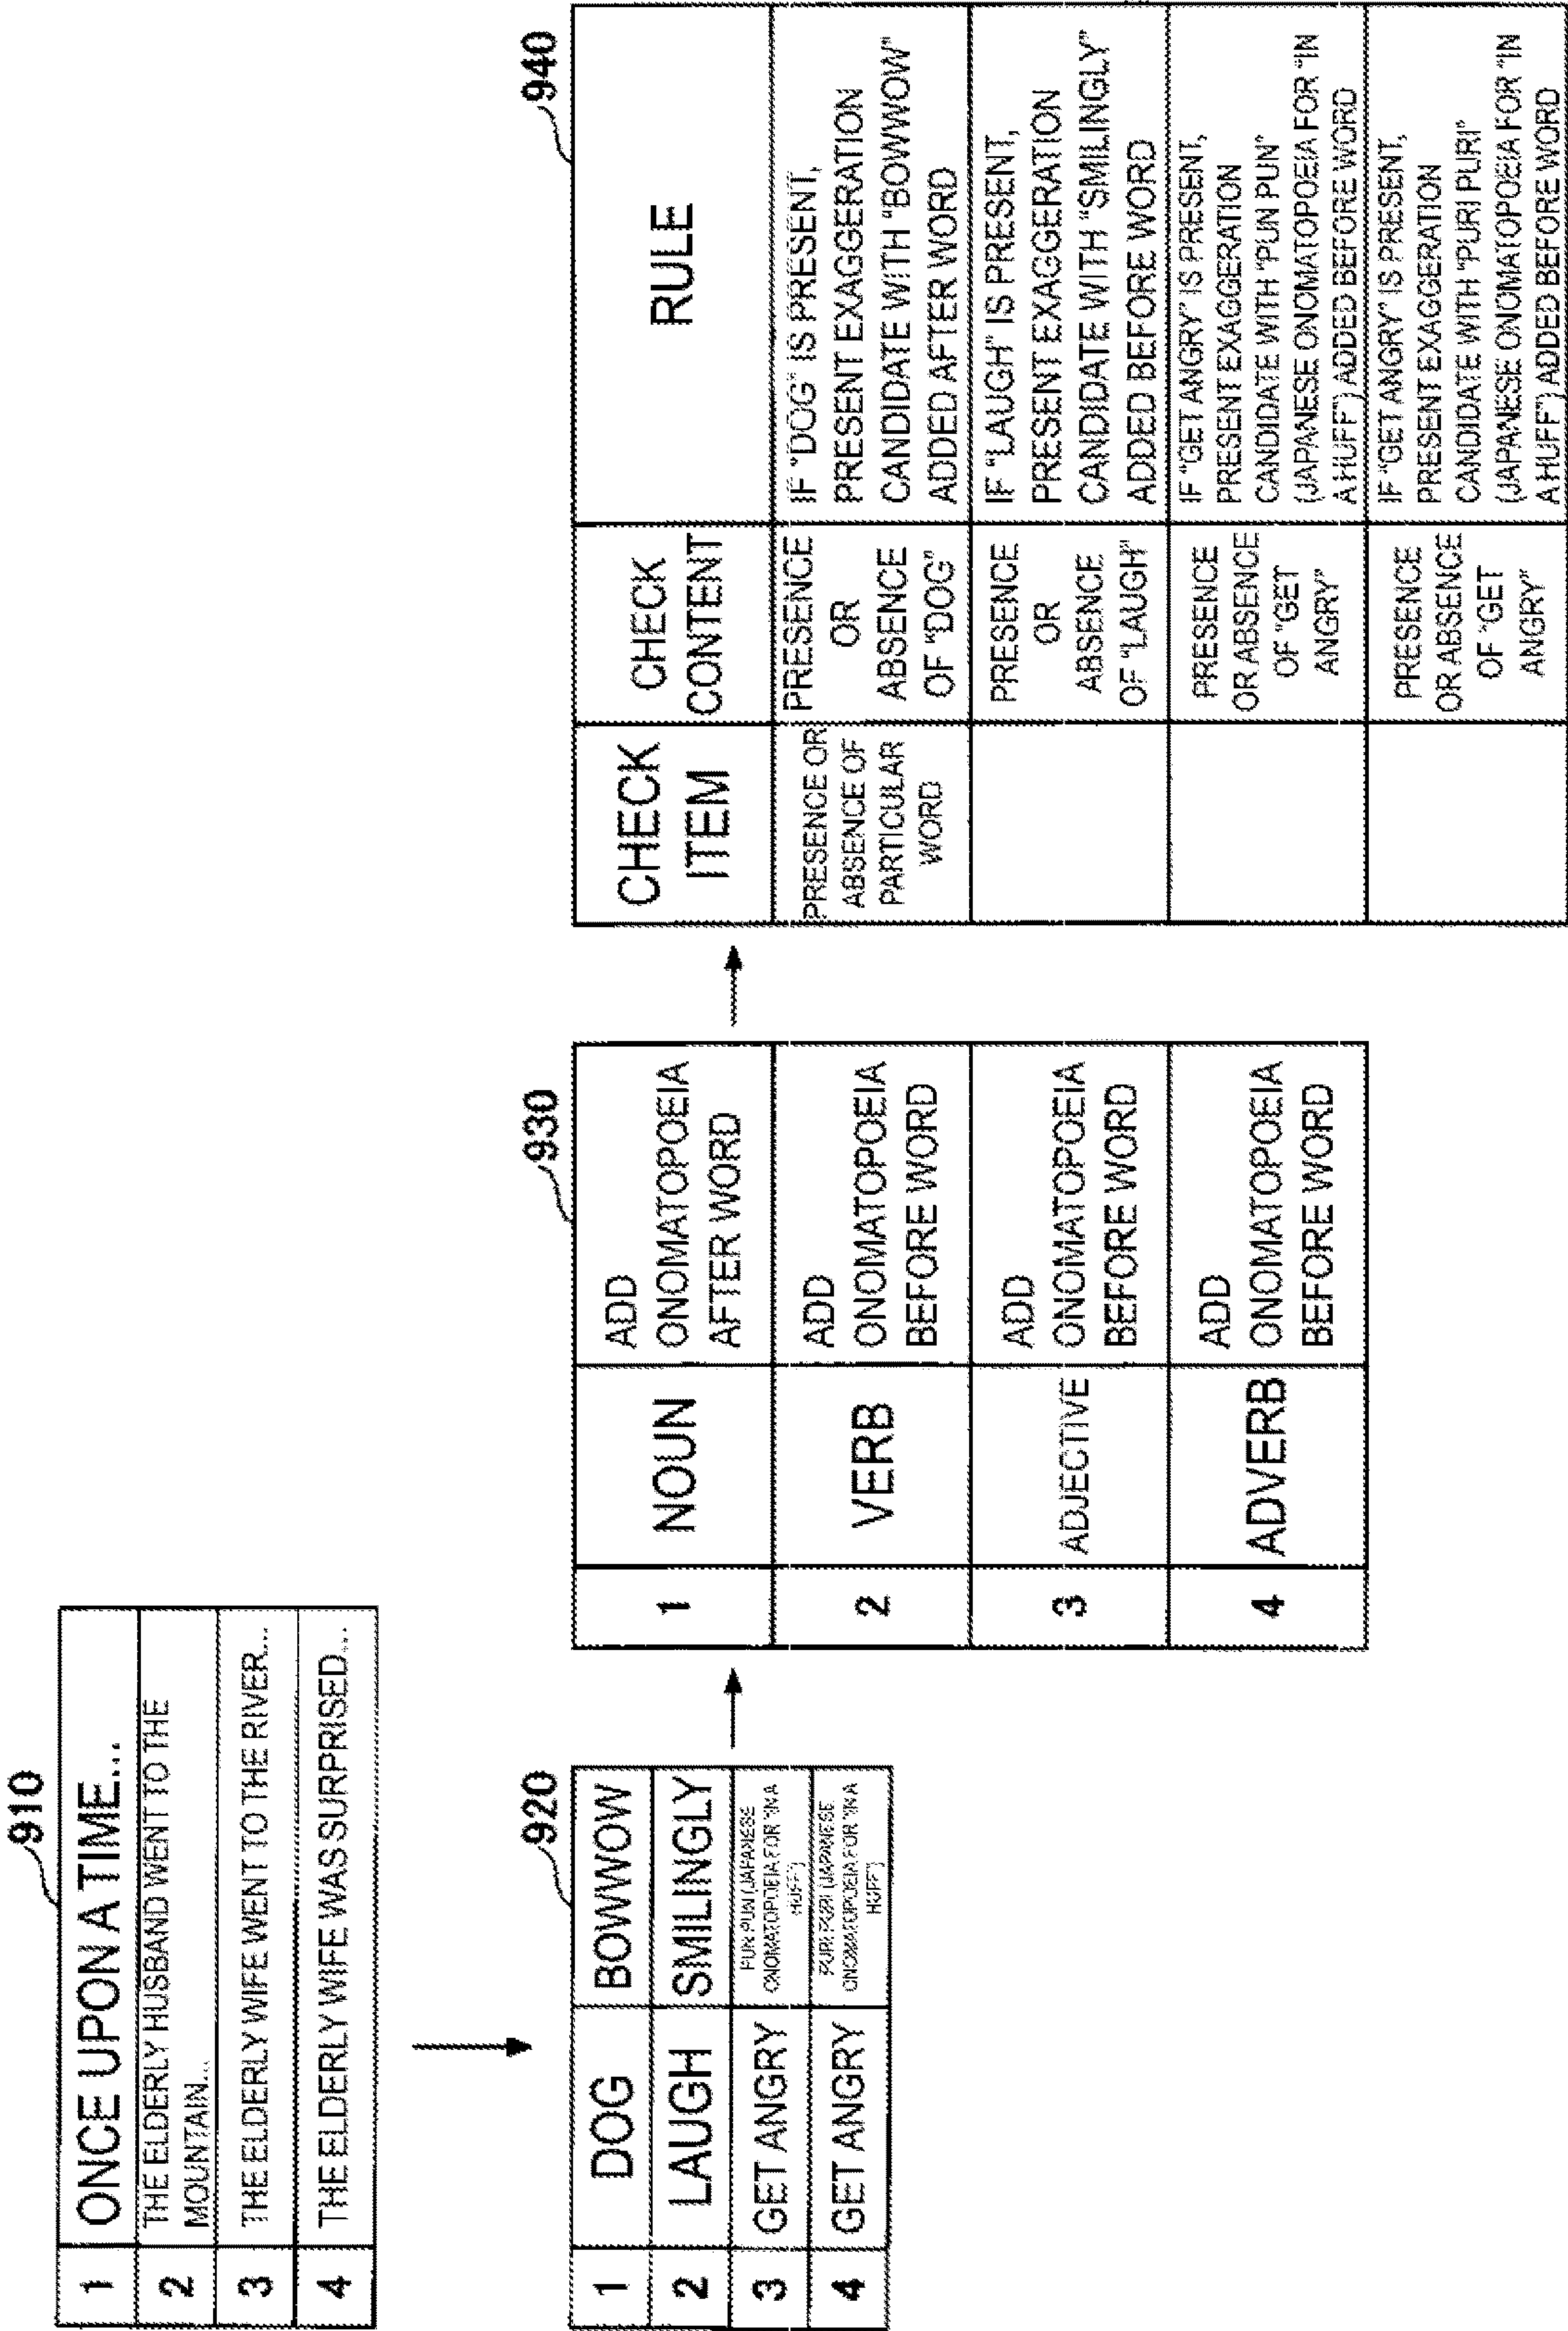 910
1 ONCE UPON A TIME...
2 THE ELDERLY HUSBAND WENT TO THE
MOUNTAIN...
3 THE ELDERLY WIFE WENT TO THE RIVER...
4 THE ELDERLY WIFE WAS SURPRISED...
920
1 DOG BOWWOW
2 LAUGH SMILINGLY
3 GET ANGRY
PUN PUN (JAPANESE
ONOMATOPOEIA FOR "IN A
HUFF")
4 GET ANGRY
PURI PURI (JAPANESE
ONOMATOPOEIA FOR "IN A
HUFF")
930
1 NOUN
ADD
ONOMATOPOEIA
AFTER WORD
2 VERB
ADD
ONOMATOPOEIA
BEFORE WORD
3 ADJECTIVE
ADD
ONOMATOPOEIA
BEFORE WORD
4 ADVERB
ADD
ONOMATOPOEIA
BEFORE WORD
940
CHECK
ITEM
CHECK
CONTENT
RULE
PRESENCE OR
ABSENCE OF
PARTICULAR
WORD
PRESENCE
OR
ABSENCE
OF "DOG"
IF "DOG" IS PRESENT,
PRESENT EXAGGERATION
CANDIDATE WITH "BOWWOW"
ADDED AFTER WORD
PRESENCE
OR
ABSENCE
OF "LAUGH"
IF "LAUGH" IS PRESENT,
PRESENT EXAGGERATION
CANDIDATE WITH "SMILINGLY"
ADDED BEFORE WORD
PRESENCE
OR ABSENCE
OF "GET
ANGRY"
IF "GET ANGRY" IS PRESENT,
PRESENT EXAGGERATION
CANDIDATE WITH "PUN PUN"
(JAPANESE ONOMATOPOEIA FOR "IN
A HUFF") ADDED BEFORE WORD
PRESENCE
OR ABSENCE
OF "GET
ANGRY"
IF "GET ANGRY" IS PRESENT,
PRESENT EXAGGERATION
CANDIDATE WITH "PURI PURI"
(JAPANESE ONOMATOPOEIA FOR "IN
A HUFF") ADDED BEFORE WORD